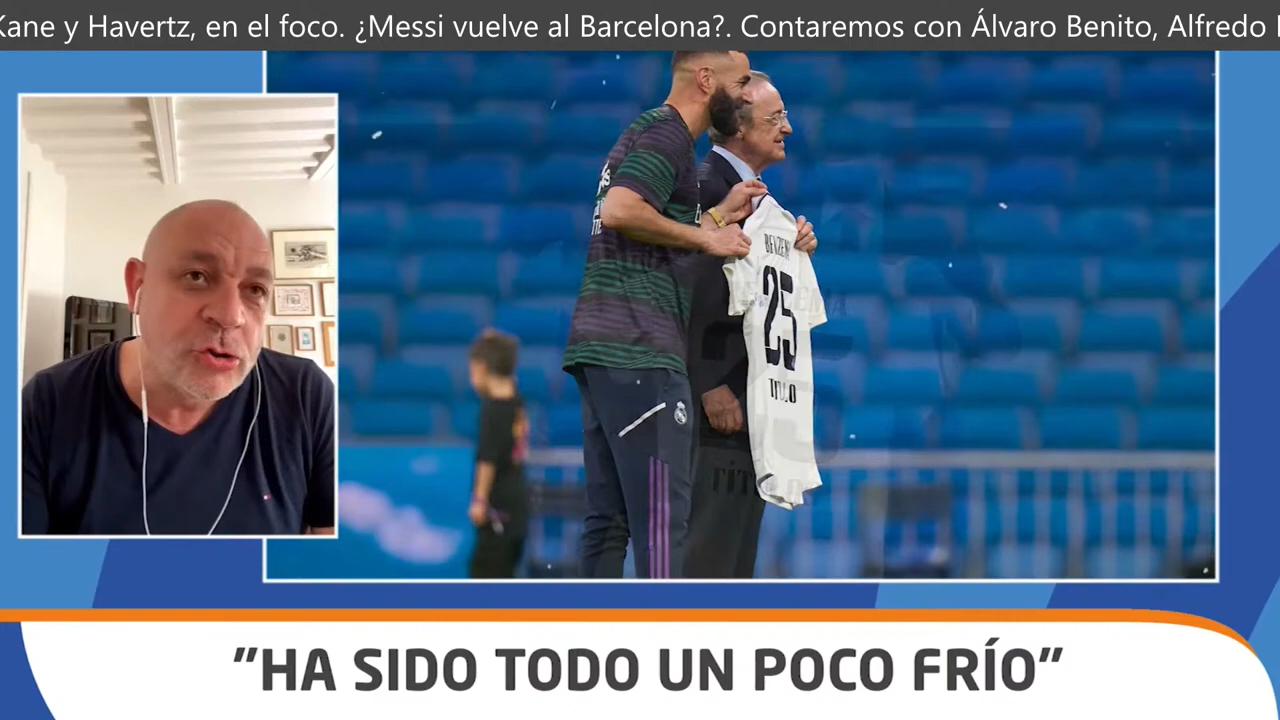 Kane y Havertz, en el foco. ¿Messi vuelve al Barcelona?. Contaremos con Álvaro Benito, Alfredo
25
"HA SIDO TODO UN POCO FRÍO"